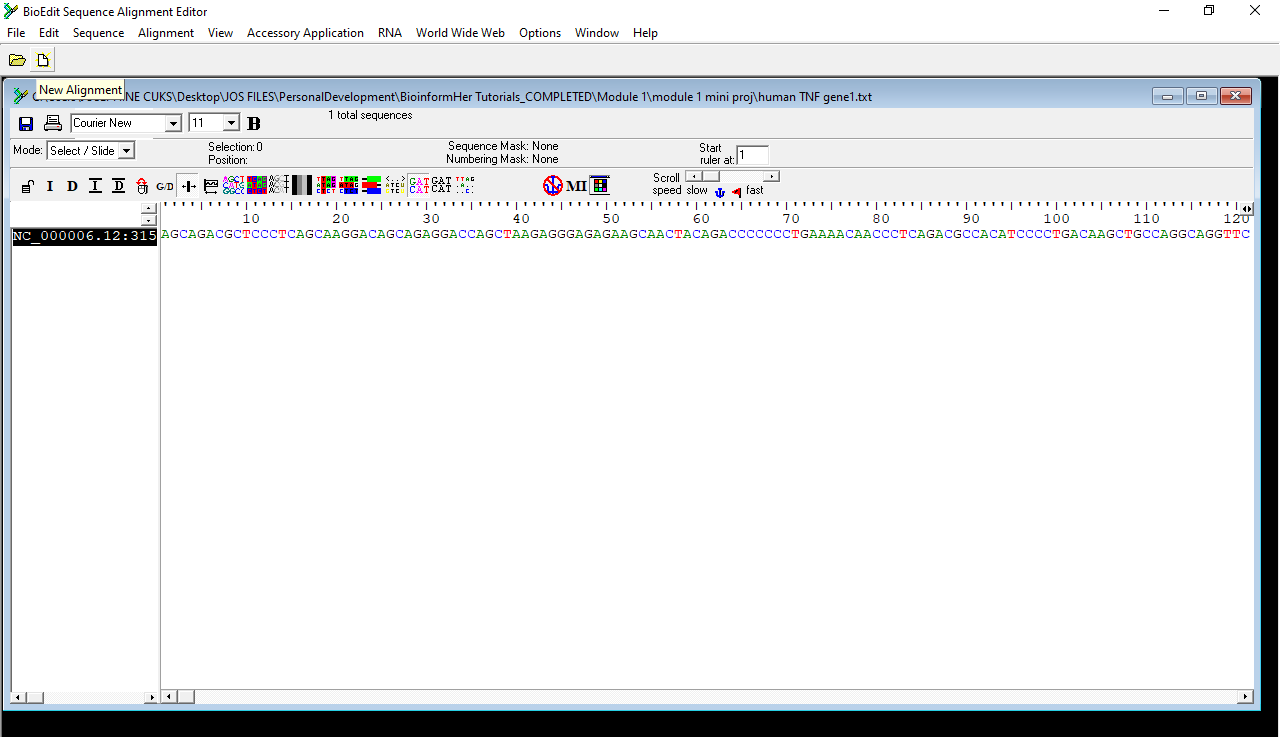 BioEdit Sequence Alignment Editor
File Edit Sequence Alignment View Accessory Application RNA World Wide Web Options Window Help
New Alignment
NE CUKS\Desktop\JOS FILES\PersonalDevelopment\BioinformHer Tutorials_COMPLETED\Module 1\module 1 mini proj\human TNF gene1.txt
Courier New 11 B 1 total sequences
Mode: Select / Slide Selection: 0 Sequence Mask: None Start
Position: Numbering Mask: None ruler at: 1
I D I D G/D MI Scroll
speed slow fast
10 20 30 40 50 60 70 80 90 100 110 120
NC_000006.12:315 AGCAGACGCTCCCTCAGCAAGGACAGCAGAGGACCAGCTAAGAGGGAGAGAAGCAACTACAGACCCCCCCTGAAAACAACCCTCAGACGCCACATCCCCTGACAAGCTGCCAGGCAGGTTC